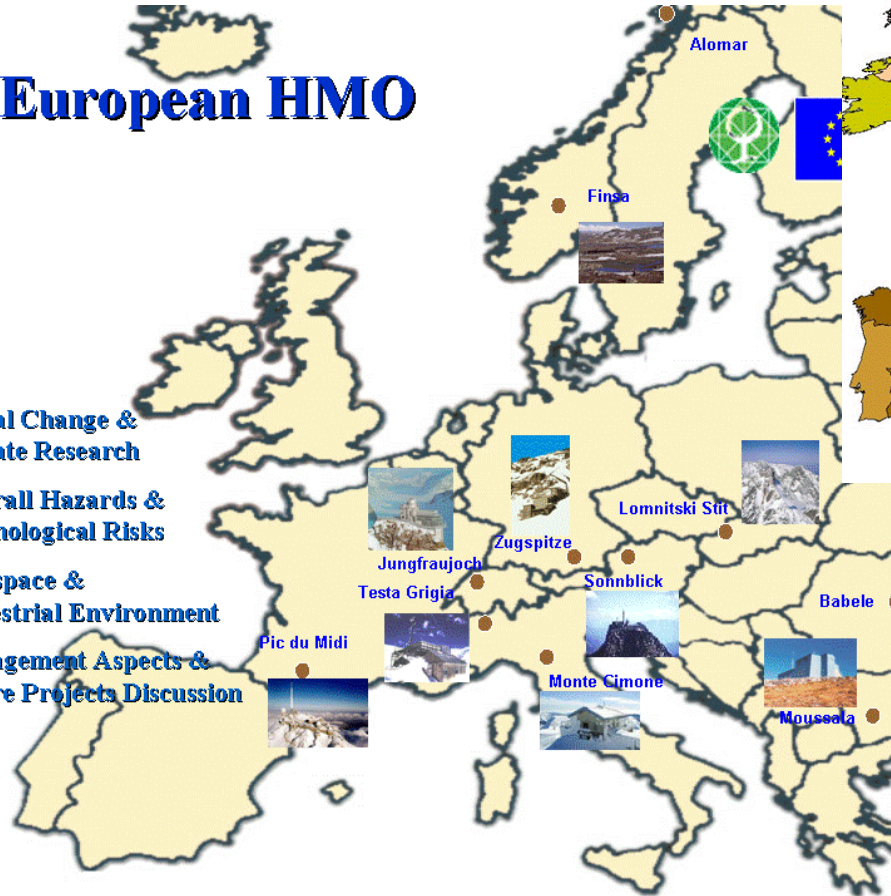 European HMO
Alomar
Finsa
al Change &
ate Research
rall Hazards &
nological Risks
space &
estrial Environment
agement Aspects &
re Projects Discussion
Lomnitski Stit
Zugspitze
Jungfraujoch
Sonnblick
Testa Grigia
Babele
Pic du Midi
Monte Cimone
Moussala